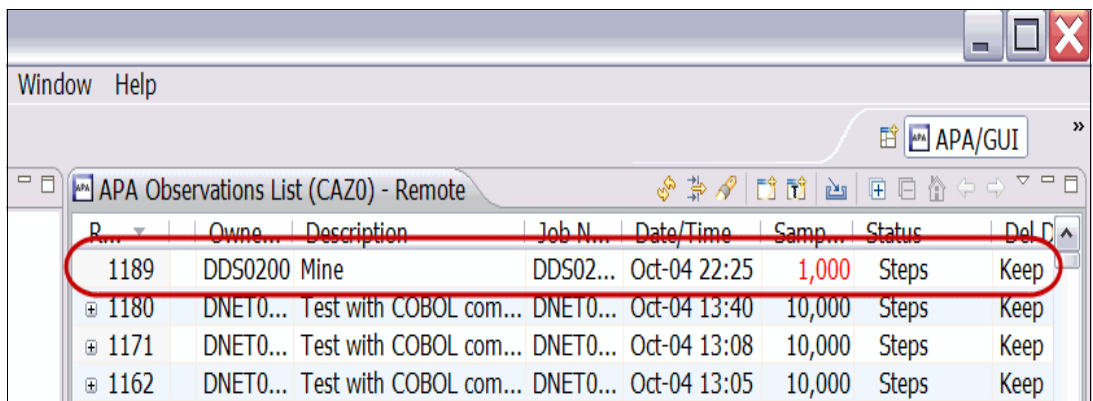 Window Help
APA/GUI »
APA APA Observations List (CAZ0) - Remote
R... Owne... Description Job N... Date/Time Samp... Status Del D
1189 DDS0200 Mine DDS02... Oct-04 22:25 1,000 Steps Keep
1180 DNET0... Test with COBOL com... DNET0... Oct-04 13:40 10,000 Steps Keep
1171 DNET0... Test with COBOL com... DNET0... Oct-04 13:08 10,000 Steps Keep
1162 DNET0... Test with COBOL com... DNET0... Oct-04 13:05 10,000 Steps Keep